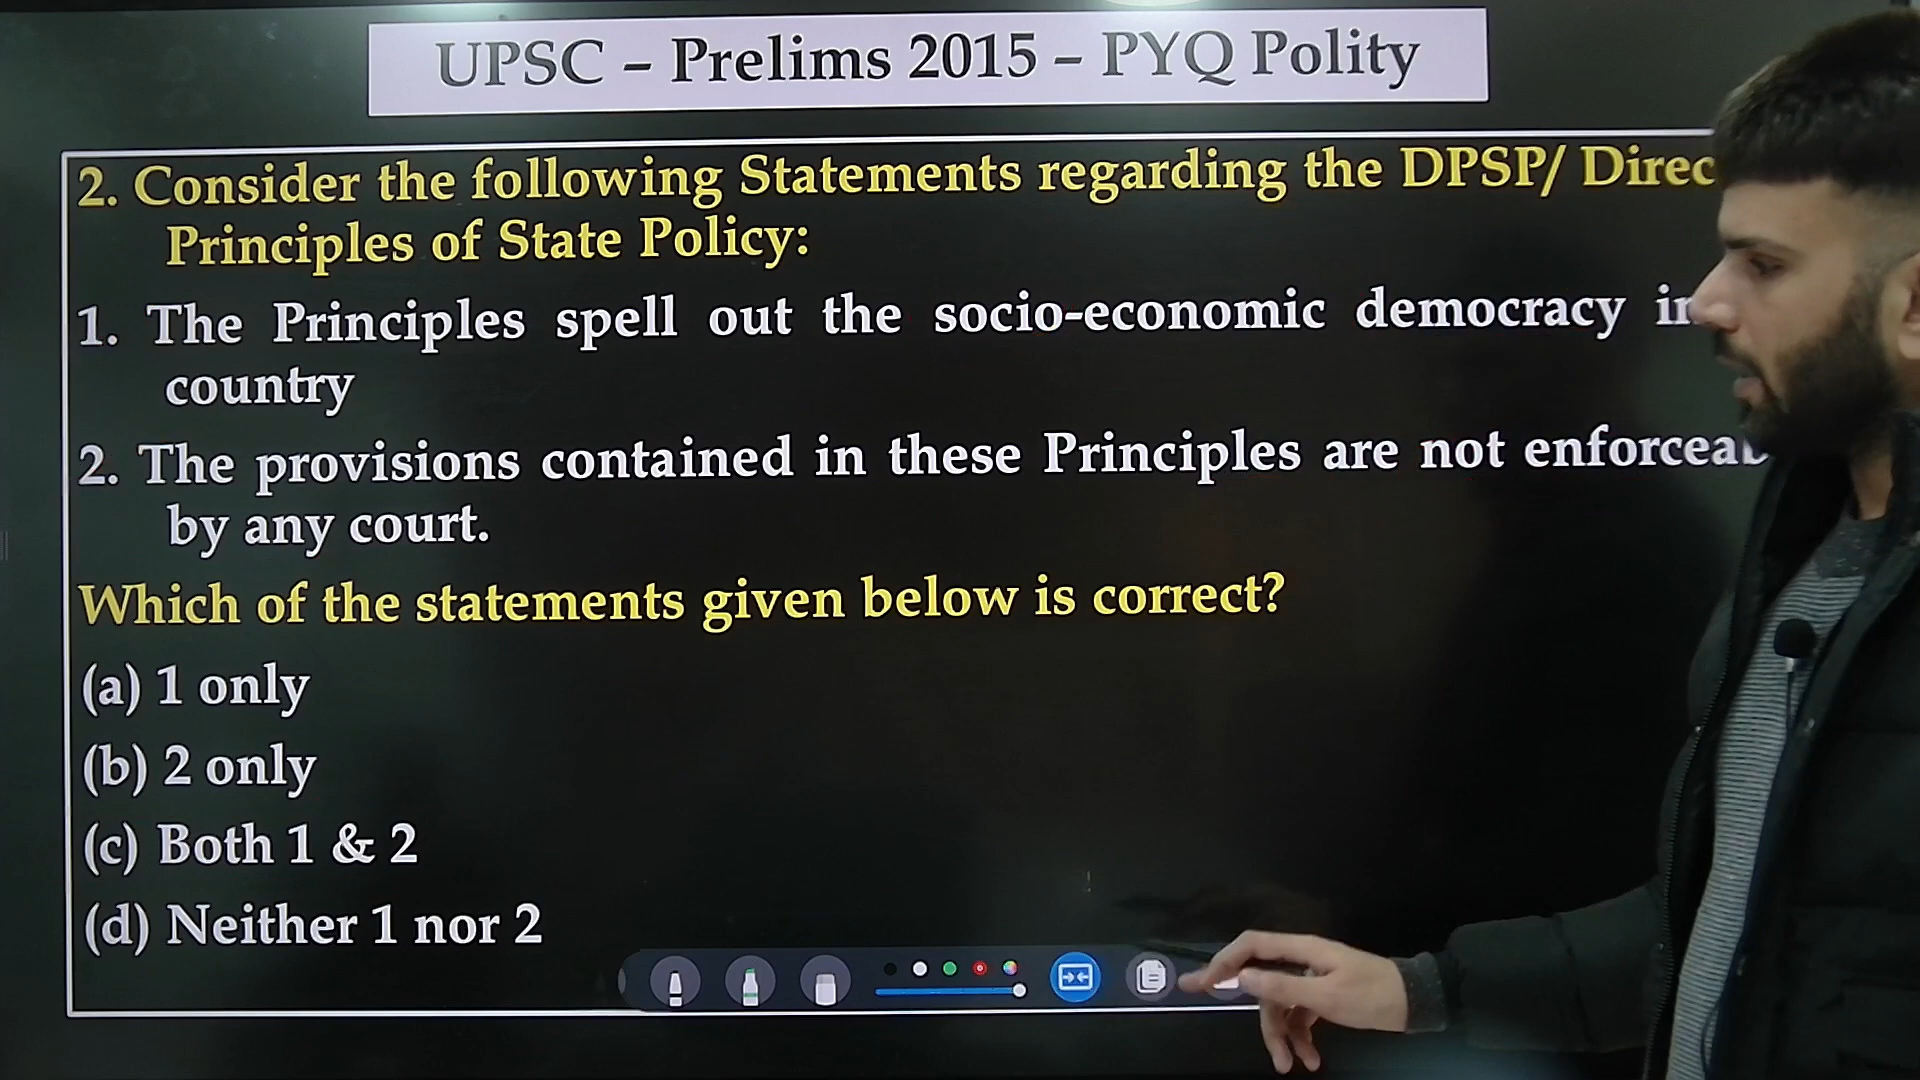 UPSC – Prelims 2015 – PYQ Polity
2. Consider the following Statements regarding the DPSP/
Principles of State Policy:
1. The Principles spell out the socio-economic democracy
country
2. The provisions contained in these Principles are not
by any court.
Which of the statements given below is correct?
(a) 1 only
(b) 2 only
(c) Both 1 & 2
(d) Neither 1 nor 2